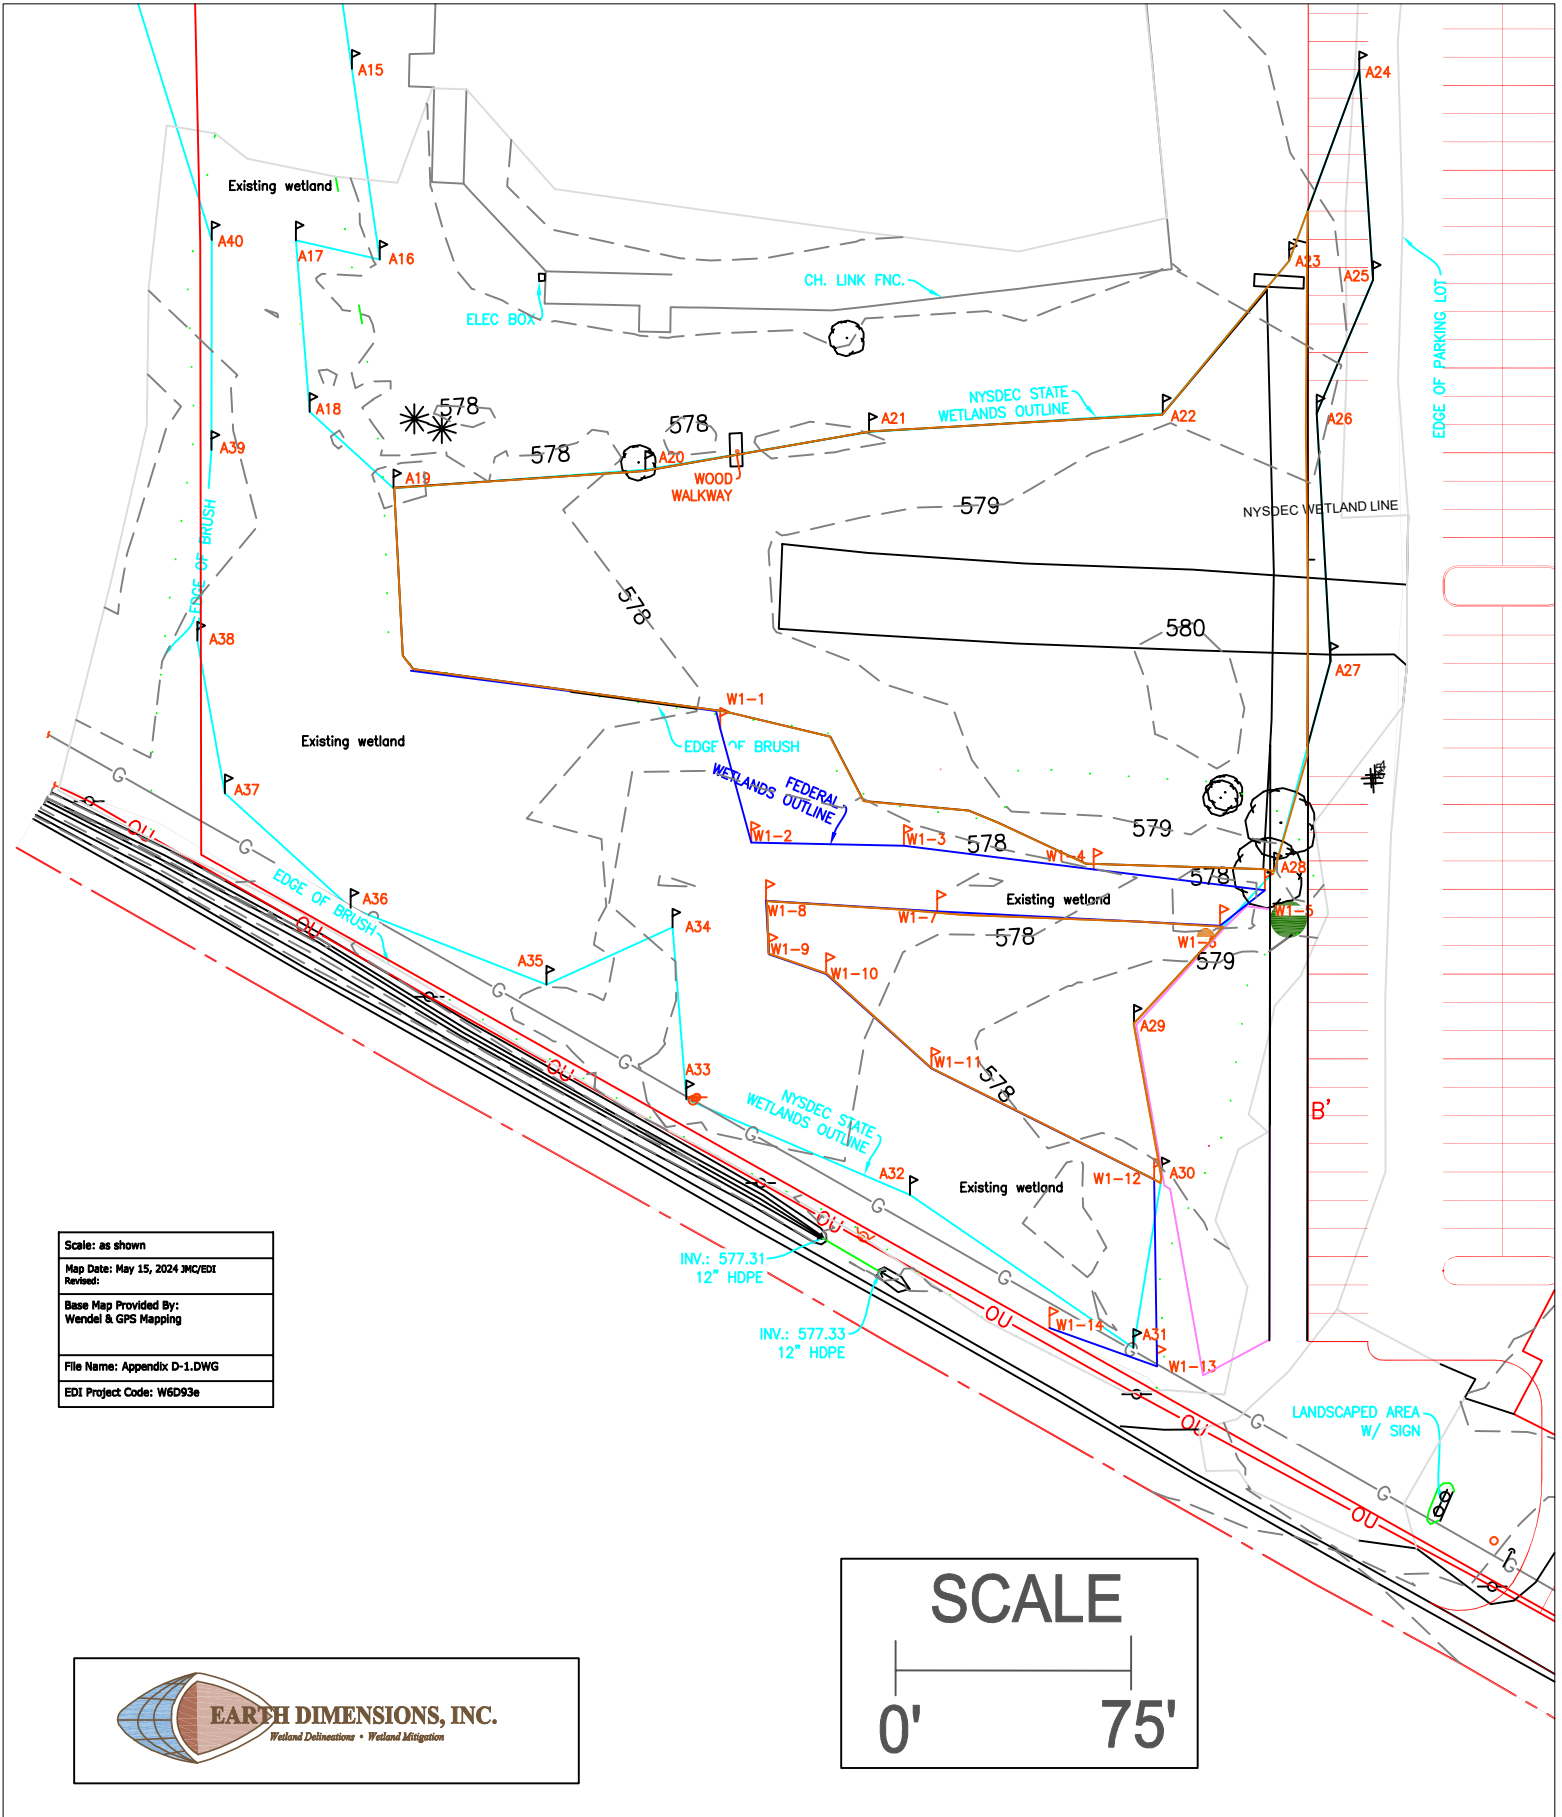 A15
A24
Existing wetland
A40
A17
A16
A23
A25
CH. LINK FNC.
ELEC BOX
EDGE OF PARKING LOT
A18
578
NYSDEC STATE
WETLANDS OUTLINE
A21
A22
A26
578
A39
578
A20
A19
WOOD
WALKWAY
579
NYSDEC WETLAND LINE
EDGE OF BRUSH
578
580
A38
A27
W1-1
Existing wetland
EDGE OF BRUSH
FEDERAL
WETLANDS OUTLINE
G
A37
OU
G
W1-2
W1-3
578
579
W1-4
A28
578
EDGE OF BRUSH
A36
W1-8
W1-7
Existing wetland
W1-5
OU
A34
578
W1-6
579
W1-9
A35
W1-10
G
A29
G
OU
A33
W1-11
578
NYSDEC STATE
WETLANDS OUTLINE
B'
G
A32
Existing wetland
W1-12
A30
G
OU
INV.: 577.31
12" HDPE
G
INV.: 577.33
12" HDPE
OU
W1-14
A31
G
W1-13
Scale: as shown
Map Date: May 15, 2024 JMC/EDI
Revised:
Base Map Provided By:
Wendel & GPS Mapping
File Name: Appendix D-1.DWG
EDI Project Code: W6D93e
OU
G
LANDSCAPED AREA
W/ SIGN
G
OU
G
SCALE
0' 75'
EARTH DIMENSIONS, INC.
Wetland Delineations • Wetland Mitigation